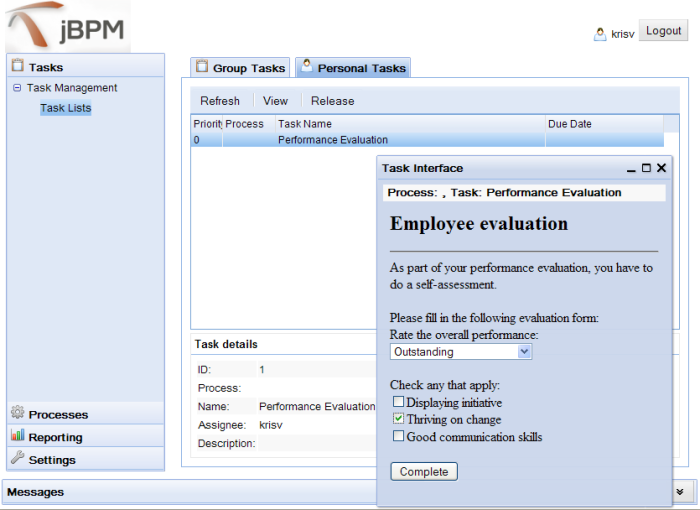 jBPM
krisv Logout
Tasks
Task Management
Task Lists
Group Tasks Personal Tasks
Refresh View Release
Priority Process Task Name Due Date
0 Performance Evaluation
Task Interface
Process: , Task: Performance Evaluation
Employee evaluation
As part of your performance evaluation, you have to
do a self-assessment.
Please fill in the following evaluation form:
Rate the overall performance:
Outstanding
Check any that apply:
Displaying initiative
Thriving on change
Good communication skills
Complete
Task details
ID: 1
Process:
Name: Performance Evaluation
Assignee: krisv
Description:
Processes
Reporting
Settings
Messages